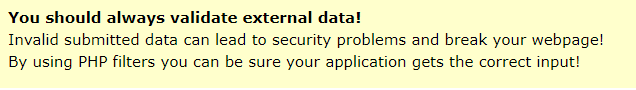 You should always validate external data!
Invalid submitted data can lead to security problems and break your webpage!
By using PHP filters you can be sure your application gets the correct input!